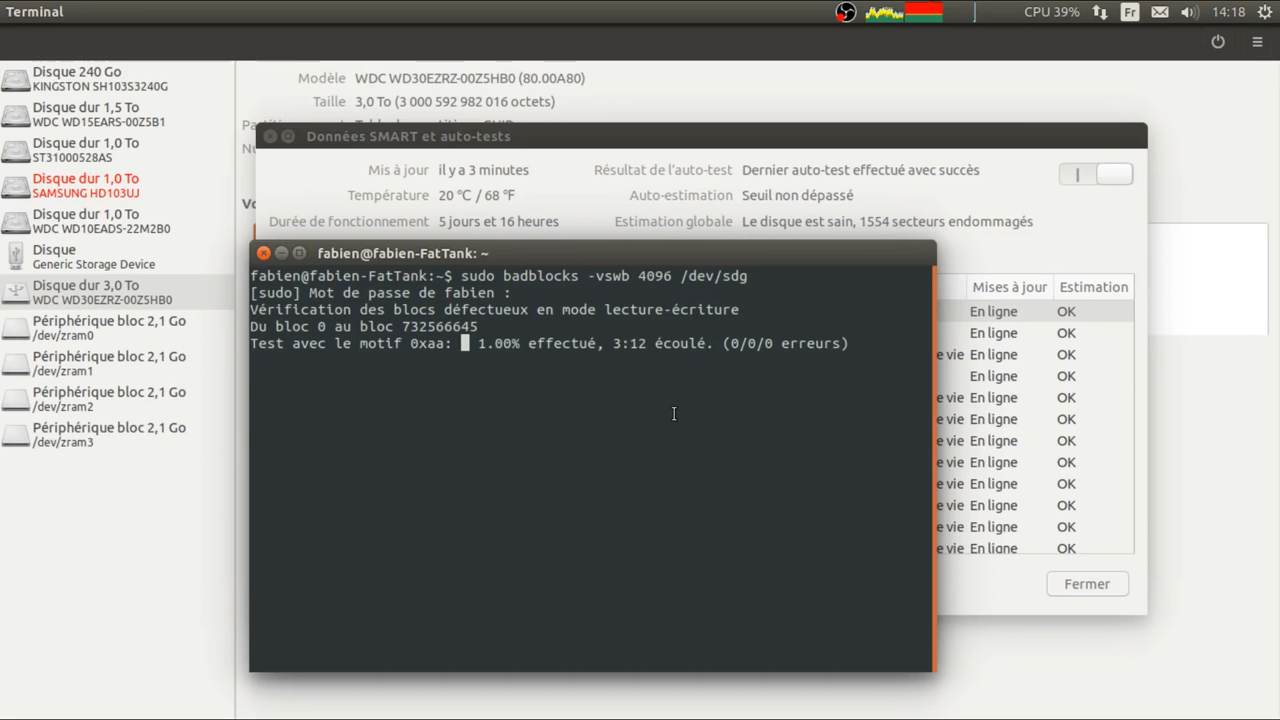 Terminal
CPU 39%
Fr
14:18
Disque 240 Go
KINGSTON SH103S3240G
Disque dur 1,5 To
WDC WD15EARS-00Z5B1
Disque dur 1,0 To
ST31000528AS
Disque dur 1,0 To
SAMSUNG HD103UJ
Disque dur 1,0 To
WDC WD10EADS-22M2B0
Disque
Generic Storage Device
Disque dur 3,0 To
WDC WD30EZRZ-00Z5HB0
Périphérique bloc 2,1 Go
/dev/zram0
Périphérique bloc 2,1 Go
/dev/zram1
Périphérique bloc 2,1 Go
/dev/zram2
Périphérique bloc 2,1 Go
/dev/zram3
Modèle WDC WD30EZRZ-00Z5HB0 (80.00A80)
Taille 3,0 To (3 000 592 982 016 octets)
Données SMART et auto-tests
Mis à jour il y a 3 minutes Résultat de l'auto-test Dernier auto-test effectué avec succès
Température 20 °C / 68 °F Auto-estimation Seuil non dépassé
Durée de fonctionnement 5 jours et 16 heures Estimation globale Le disque est sain, 1554 secteurs endommagés
fabien@fabien-FatTank: ~
fabien@fabien-FatTank:~$ sudo badblocks -vswb 4096 /dev/sdg
[sudo] Mot de passe de fabien :
Vérification des blocs défectueux en mode lecture-écriture
Du bloc 0 au bloc 732566645
Test avec le motif 0xaa: 1.00% effectué, 3:12 écoulé. (0/0/0 erreurs)
Mises à jour Estimation
En ligne OK
En ligne OK
En ligne OK
En ligne OK
e vie En ligne OK
e vie En ligne OK
e vie En ligne OK
e vie En ligne OK
e vie En ligne OK
e vie En ligne OK
e vie En ligne OK
e vie En ligne OK
Fermer